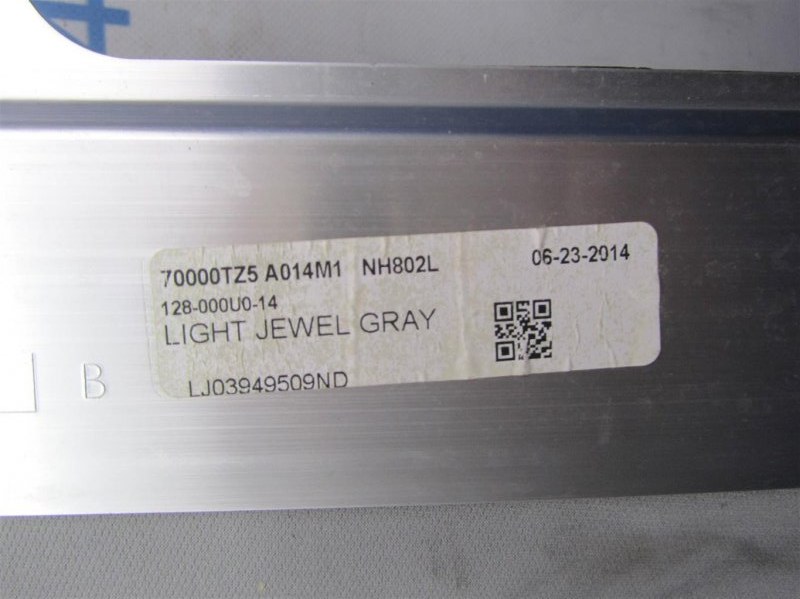 70000TZ5 A014M1 NH802L 06-23-2014
128-000U0-14
LIGHT JEWEL GRAY
LJ03949509ND
B